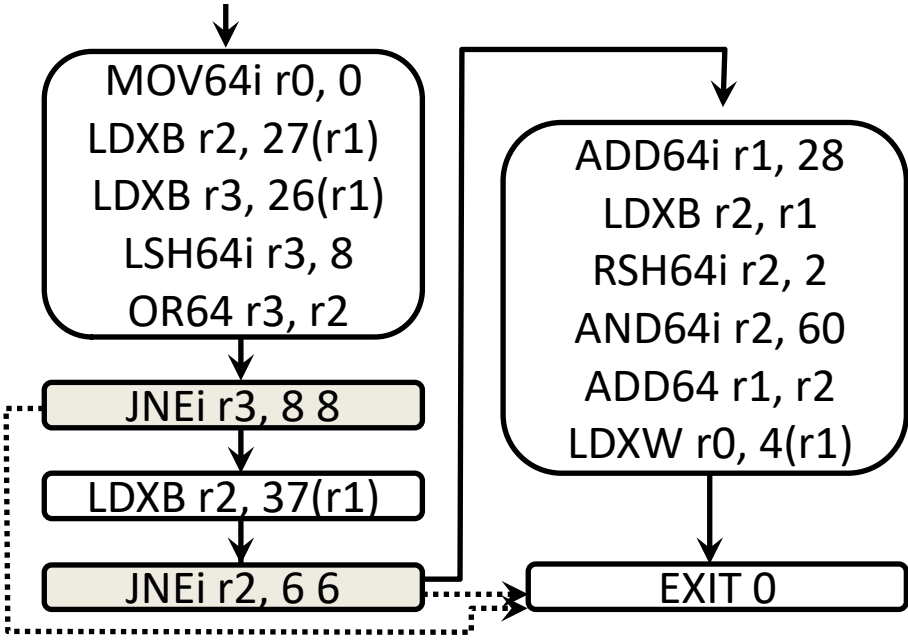 MOV64i r0, 0
LDXB r2, 27(r1)
LDXB r3, 26(r1)
LSH64i r3, 8
OR64 r3, r2
JNEi r3, 8 8
LDXB r2, 37(r1)
JNEi r2, 6 6
ADD64i r1, 28
LDXB r2, r1
RSH64i r2, 2
AND64i r2, 60
ADD64 r1, r2
LDXW r0, 4(r1)
EXIT 0